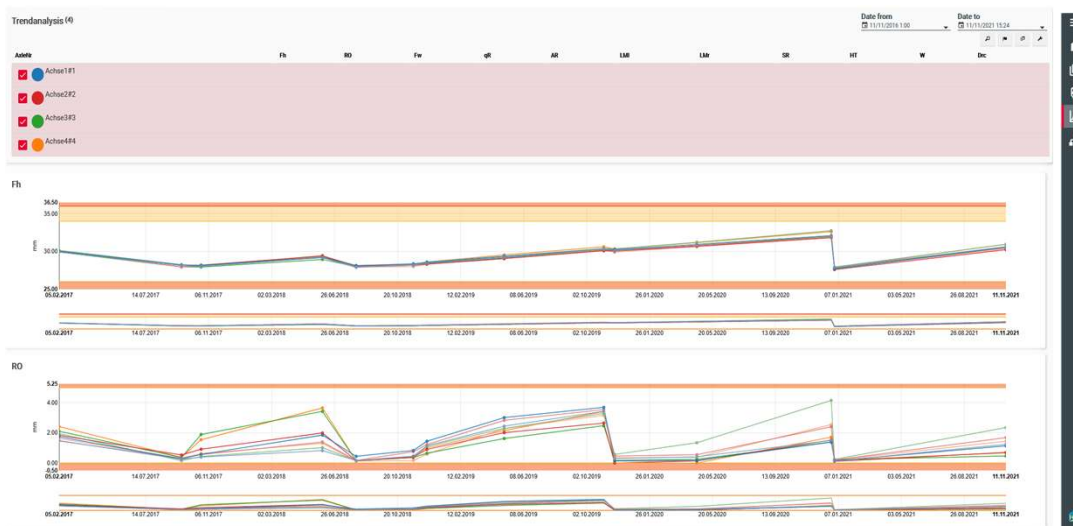 Trendanalysis (4)
Date from
11/11/2016 1:00
Date to
11/11/2021 15:24
Fh RO Fw qR AR LMl LMr SR HT W Drc
Achse1#1
Achse2#2
Achse3#3
Achse4#4
Fh
36.50
35.00
mm
30.00
25.00
05.02.2017 14.07.2017 06.11.2017 02.03.2018 26.06.2018 20.10.2018 12.02.2019 08.06.2019 02.10.2019 26.01.2020 20.05.2020 13.09.2020 07.01.2021 03.05.2021 26.08.2021 11.11.2021
05.02.2017 14.07.2017 06.11.2017 02.03.2018 26.06.2018 20.10.2018 12.02.2019 08.06.2019 02.10.2019 26.01.2020 20.05.2020 13.09.2020 07.01.2021 03.05.2021 26.08.2021 11.11.2021
RO
5.25
4.00
mm
2.00
0.00
-0.50
05.02.2017 14.07.2017 06.11.2017 02.03.2018 26.06.2018 20.10.2018 12.02.2019 08.06.2019 02.10.2019 26.01.2020 20.05.2020 13.09.2020 07.01.2021 03.05.2021 26.08.2021 11.11.2021
05.02.2017 14.07.2017 06.11.2017 02.03.2018 26.06.2018 20.10.2018 12.02.2019 08.06.2019 02.10.2019 26.01.2020 20.05.2020 13.09.2020 07.01.2021 03.05.2021 26.08.2021 11.11.2021